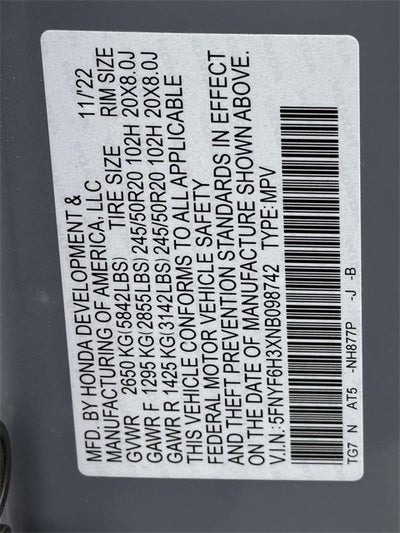 MFD. BY HONDA DEVELOPMENT & 11/'22
MANUFACTURING OF AMERICA, LLC TIRE SIZE RIM SIZE
GVWR 2650 KG(5842LBS)
GAWR F 1295 KG(2855LBS) 245/50R20 102H 20X8.0J
GAWR R 1425 KG(3142LBS) 245/50R20 102H 20X8.0J
THIS VEHICLE CONFORMS TO ALL APPLICABLE
FEDERAL MOTOR VEHICLE SAFETY
AND THEFT PREVENTION STANDARDS IN EFFECT
ON THE DATE OF MANUFACTURE SHOWN ABOVE.
V.I.N.:5FNYF6H3XNB098742 TYPE:MPV
TG7 N AT5 -NH877P -J -B